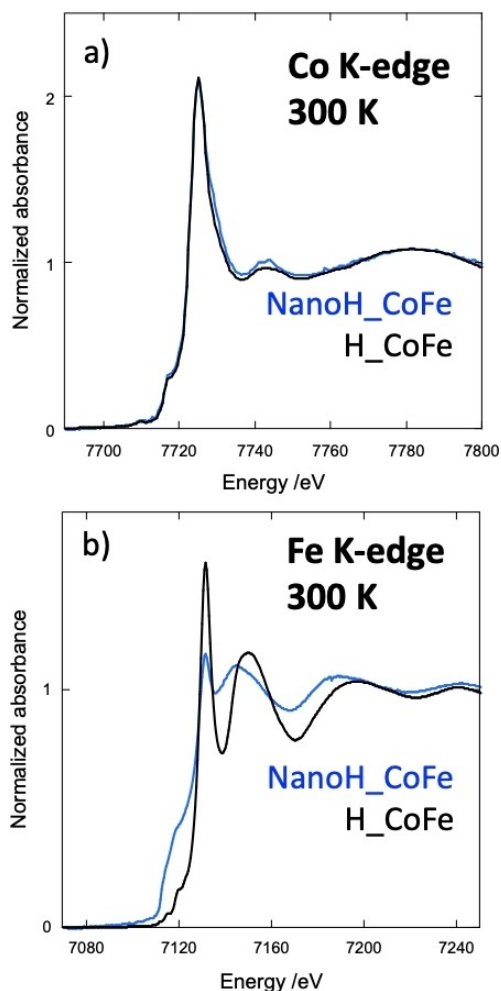 a)
Co K-edge
300 K
Normalized absorbance
2
1
0
NanoH_CoFe
H_CoFe
7700 7720 7740 7760 7780 7800
Energy /eV
b)
Fe K-edge
300 K
Normalized absorbance
1
0
NanoH_CoFe
H_CoFe
7080 7120 7160 7200 7240
Energy /eV